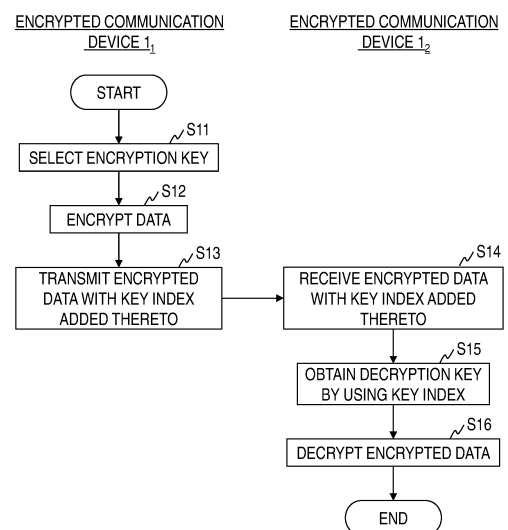 ENCRYPTED COMMUNICATION
DEVICE 1₁
ENCRYPTED COMMUNICATION
DEVICE 1₂
START
S11
SELECT ENCRYPTION KEY
S12
ENCRYPT DATA
S13
TRANSMIT ENCRYPTED
DATA WITH KEY INDEX
ADDED THERETO
S14
RECEIVE ENCRYPTED DATA
WITH KEY INDEX ADDED
THERETO
S15
OBTAIN DECRYPTION KEY
BY USING KEY INDEX
S16
DECRYPT ENCRYPTED DATA
END